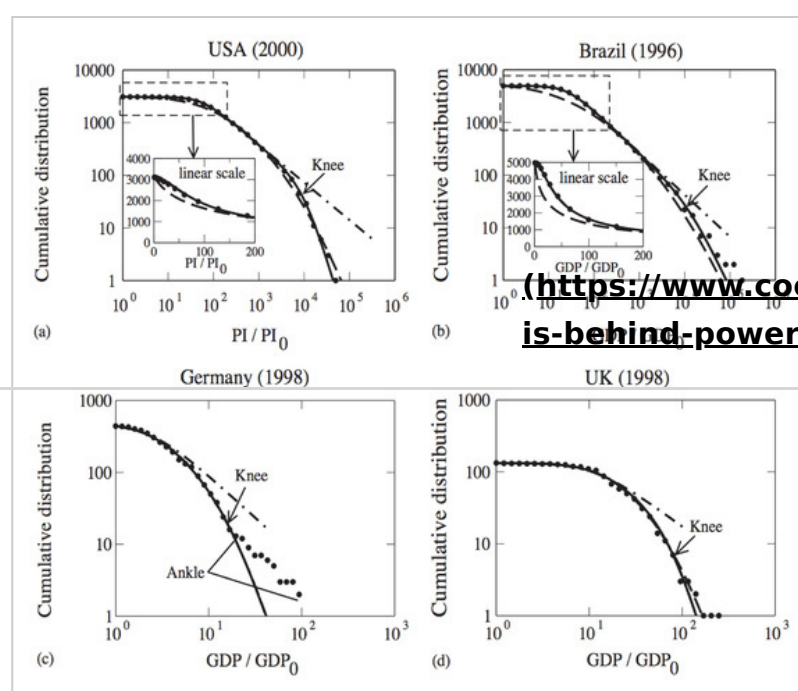 USA (2000)
Cumulative distribution
10000
1000
100
10
1
Knee
4000
3000
2000
1000
0
linear scale
0 100 200
PI / PI0
10^0 10^1 10^2 10^3 10^4 10^5 10^6
(a) PI / PI0
Brazil (1996)
Cumulative distribution
10000
1000
100
10
1
Knee
5000
4000
3000
2000
1000
0
linear scale
0 100 200
GDP / GDP0
10^0
(https://www.coo
(b)
is-behind-power
Germany (1998)
Cumulative distribution
1000
100
10
1
Knee
Ankle
10^0 10^1 10^2 10^3
(c) GDP / GDP0
UK (1998)
Cumulative distribution
1000
100
10
1
Knee
10^0 10^1 10^2 10^3
(d) GDP / GDP0